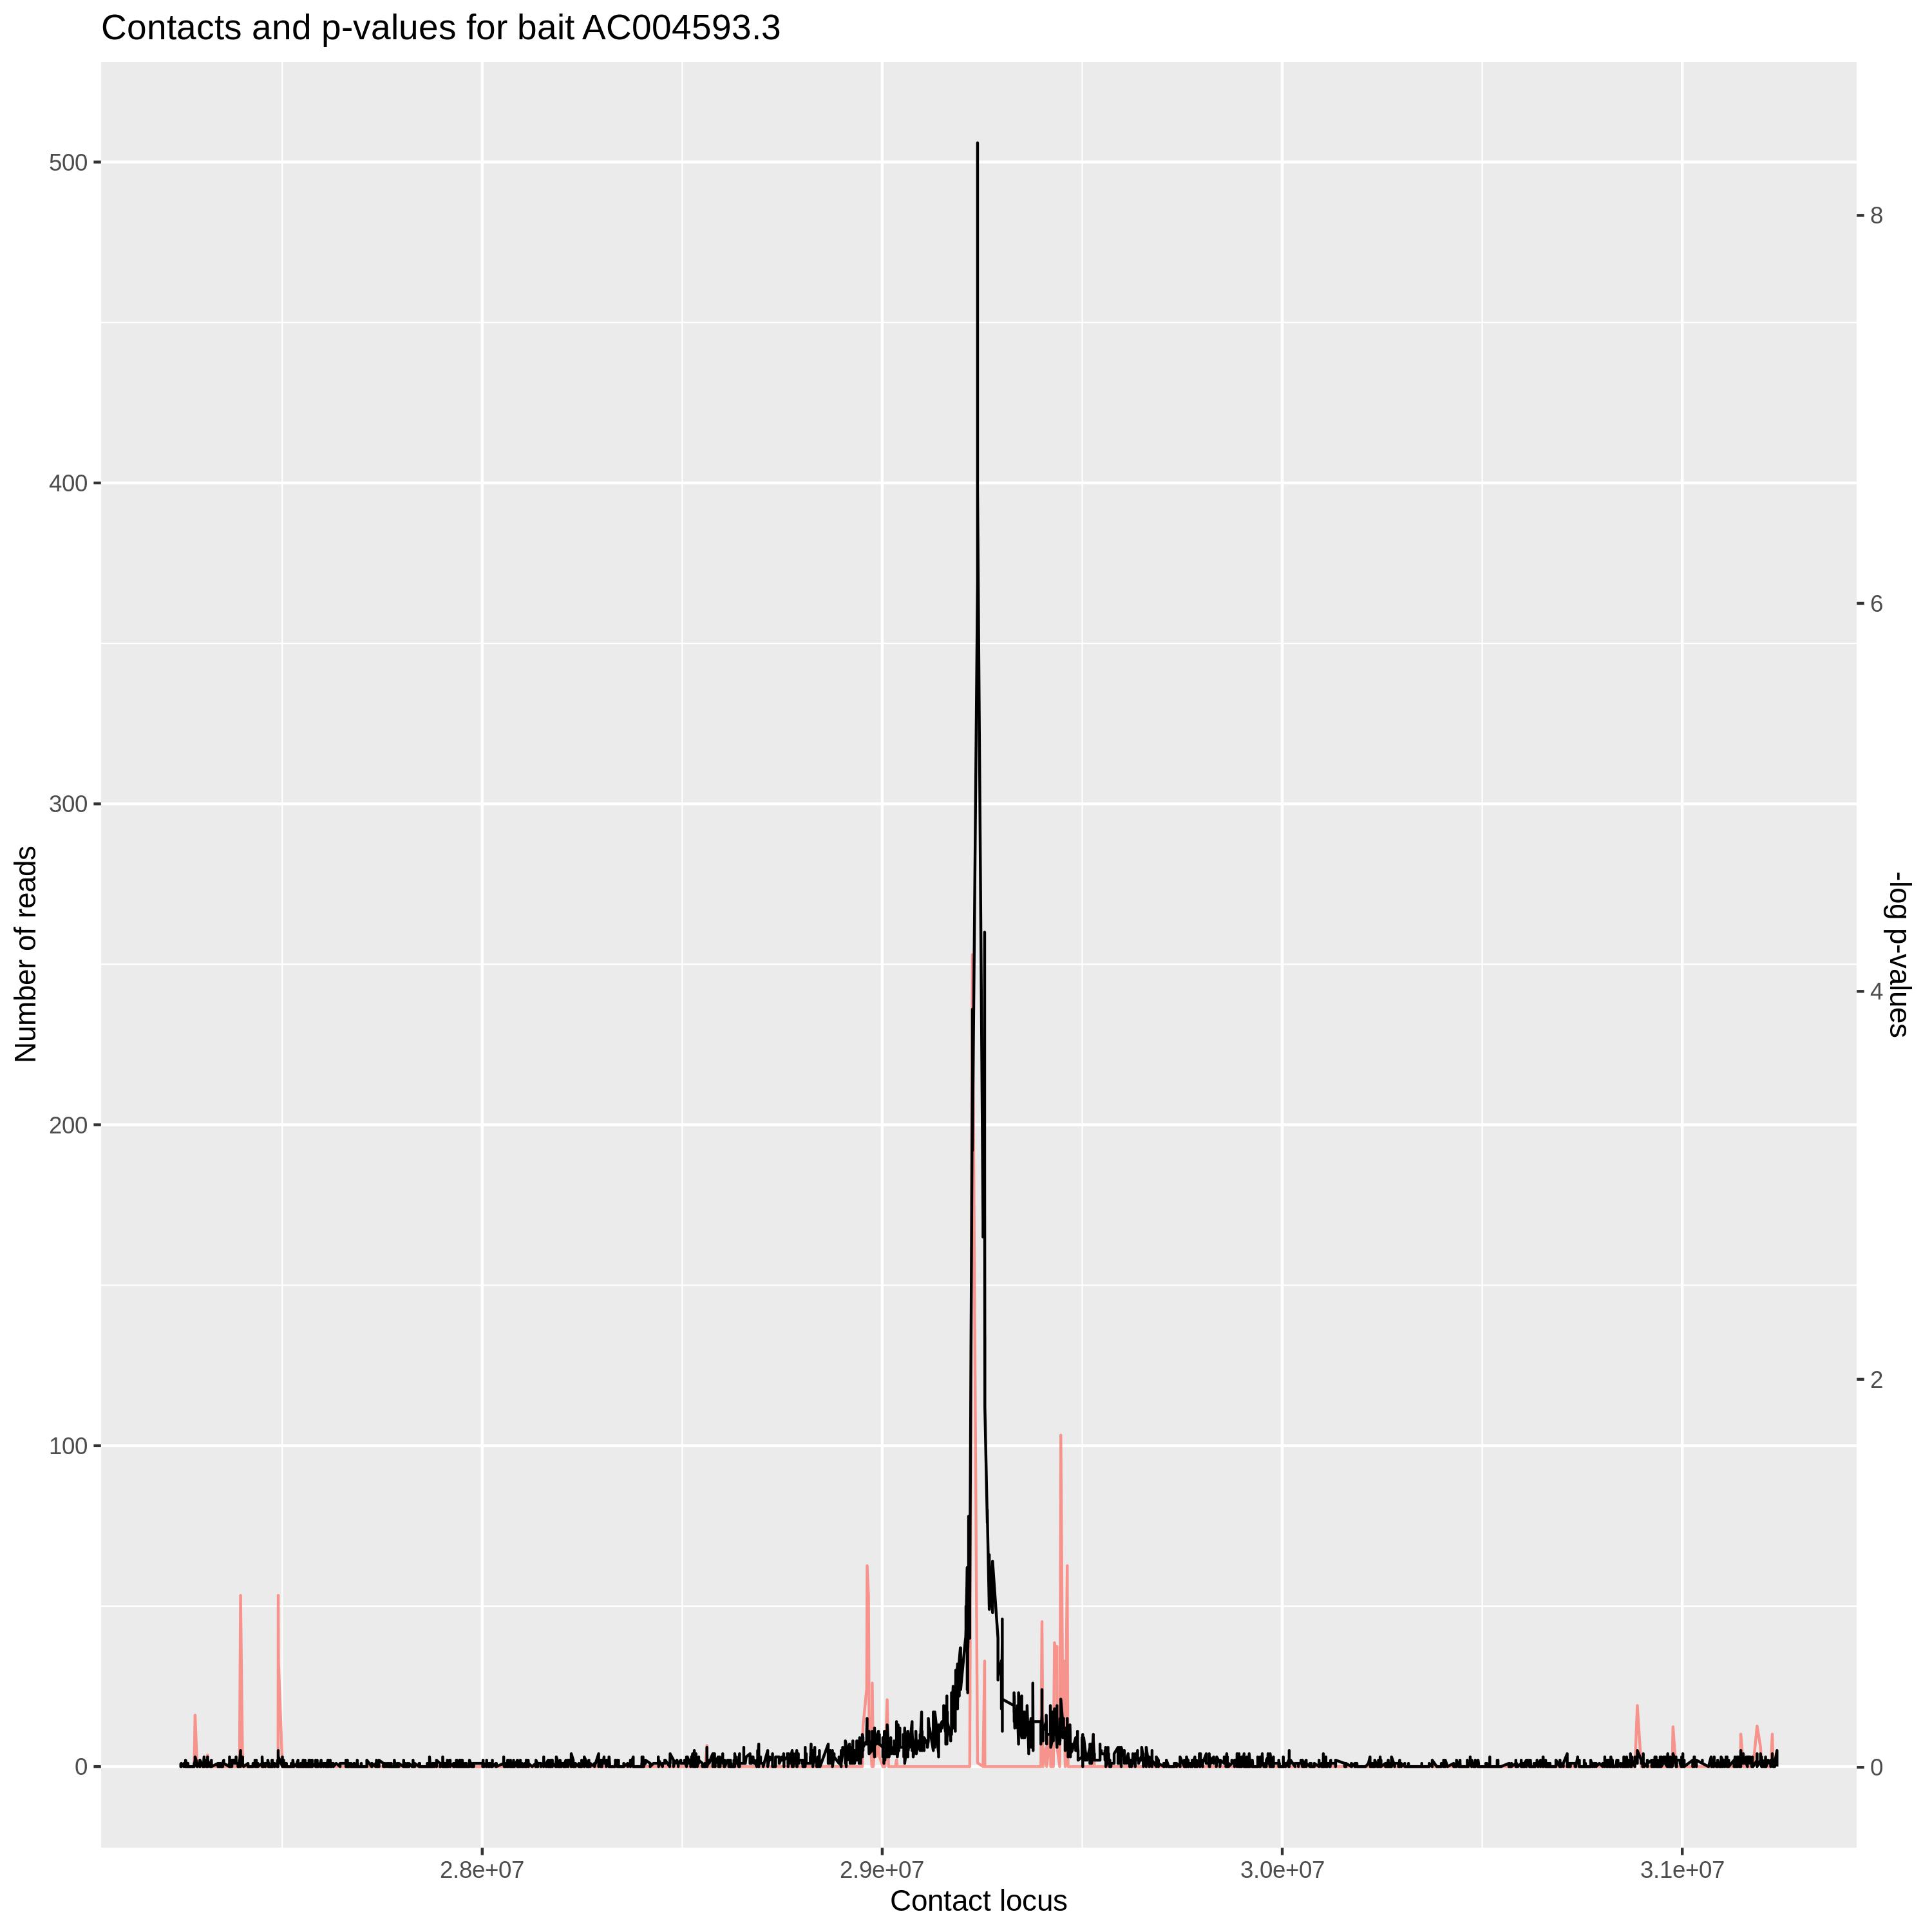 Contacts and p-values for bait AC004593.3
500
400
300
200
100
0
Number of reads
8
6
4
2
0
-log p-values
2.8e+07
2.9e+07
3.0e+07
3.1e+07
Contact locus